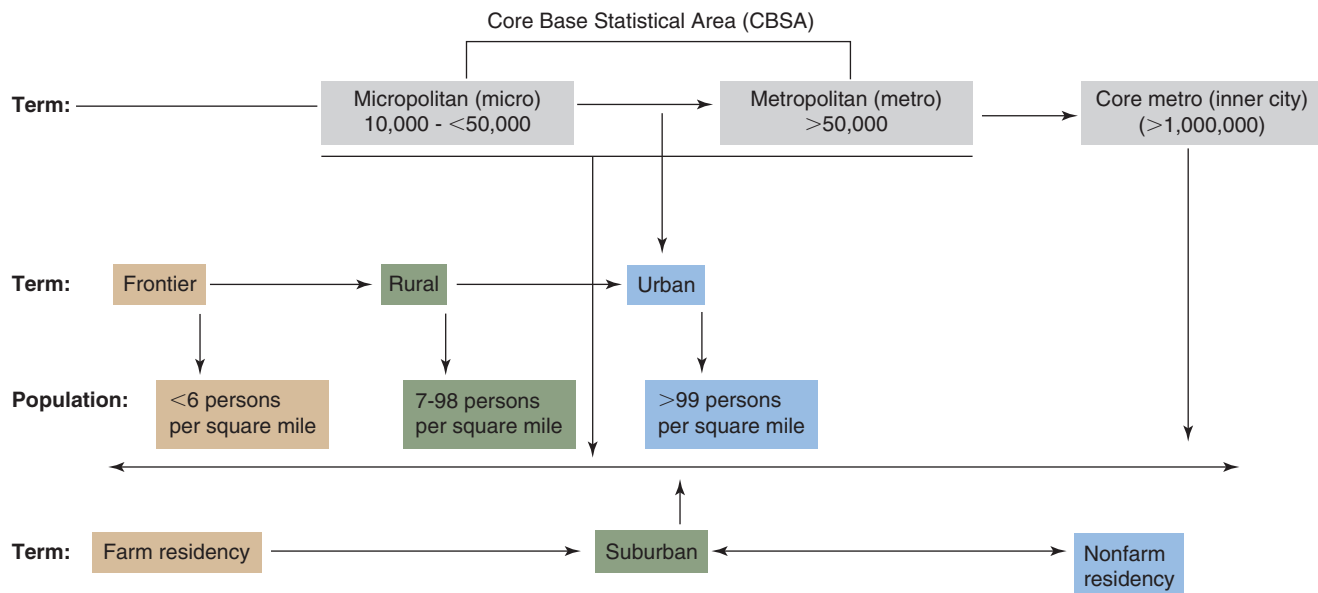 Core Base Statistical Area (CBSA)
Term:
Micropolitan (micro)
10,000 - <50,000
Metropolitan (metro)
>50,000
Core metro (inner city)
(>1,000,000)
Term:
Frontier
Rural
Urban
Population:
<6 persons
per square mile
7-98 persons
per square mile
>99 persons
per square mile
Term:
Farm residency
Suburban
Nonfarm
residency